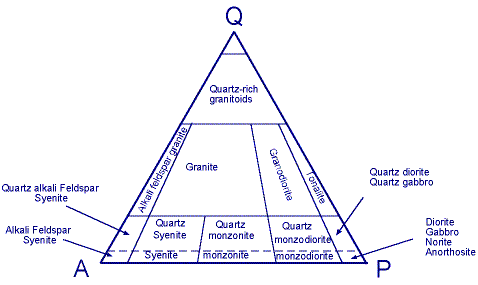 Q
Quartz-rich
granitoids
Alkali feldspar granite
Granite
Granodiorite
Tonalite
Quartz diorite
Quartz gabbro
Quartz alkali Feldspar
Syenite
Quartz
Syenite
Quartz
monzonite
Quartz
monzodiorite
Alkali Feldspar
Syenite
Syenite
monzonite
monzodiorite
Diorite
Gabbro
Norite
Anorthosite
A
P